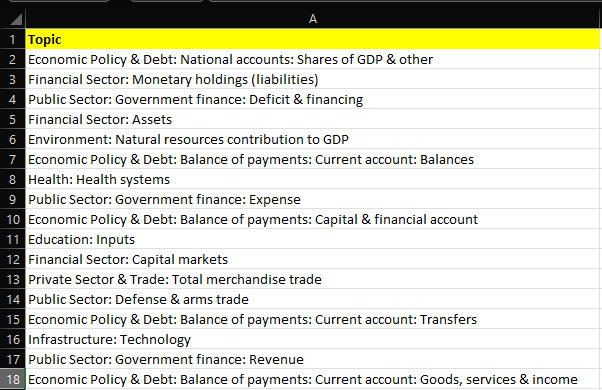 A
1 Topic
2 Economic Policy & Debt: National accounts: Shares of GDP & other
3 Financial Sector: Monetary holdings (liabilities)
4 Public Sector: Government finance: Deficit & financing
5 Financial Sector: Assets
6 Environment: Natural resources contribution to GDP
7 Economic Policy & Debt: Balance of payments: Current account: Balances
8 Health: Health systems
9 Public Sector: Government finance: Expense
10 Economic Policy & Debt: Balance of payments: Capital & financial account
11 Education: Inputs
12 Financial Sector: Capital markets
13 Private Sector & Trade: Total merchandise trade
14 Public Sector: Defense & arms trade
15 Economic Policy & Debt: Balance of payments: Current account: Transfers
16 Infrastructure: Technology
17 Public Sector: Government finance: Revenue
18 Economic Policy & Debt: Balance of payments: Current account: Goods, services & income